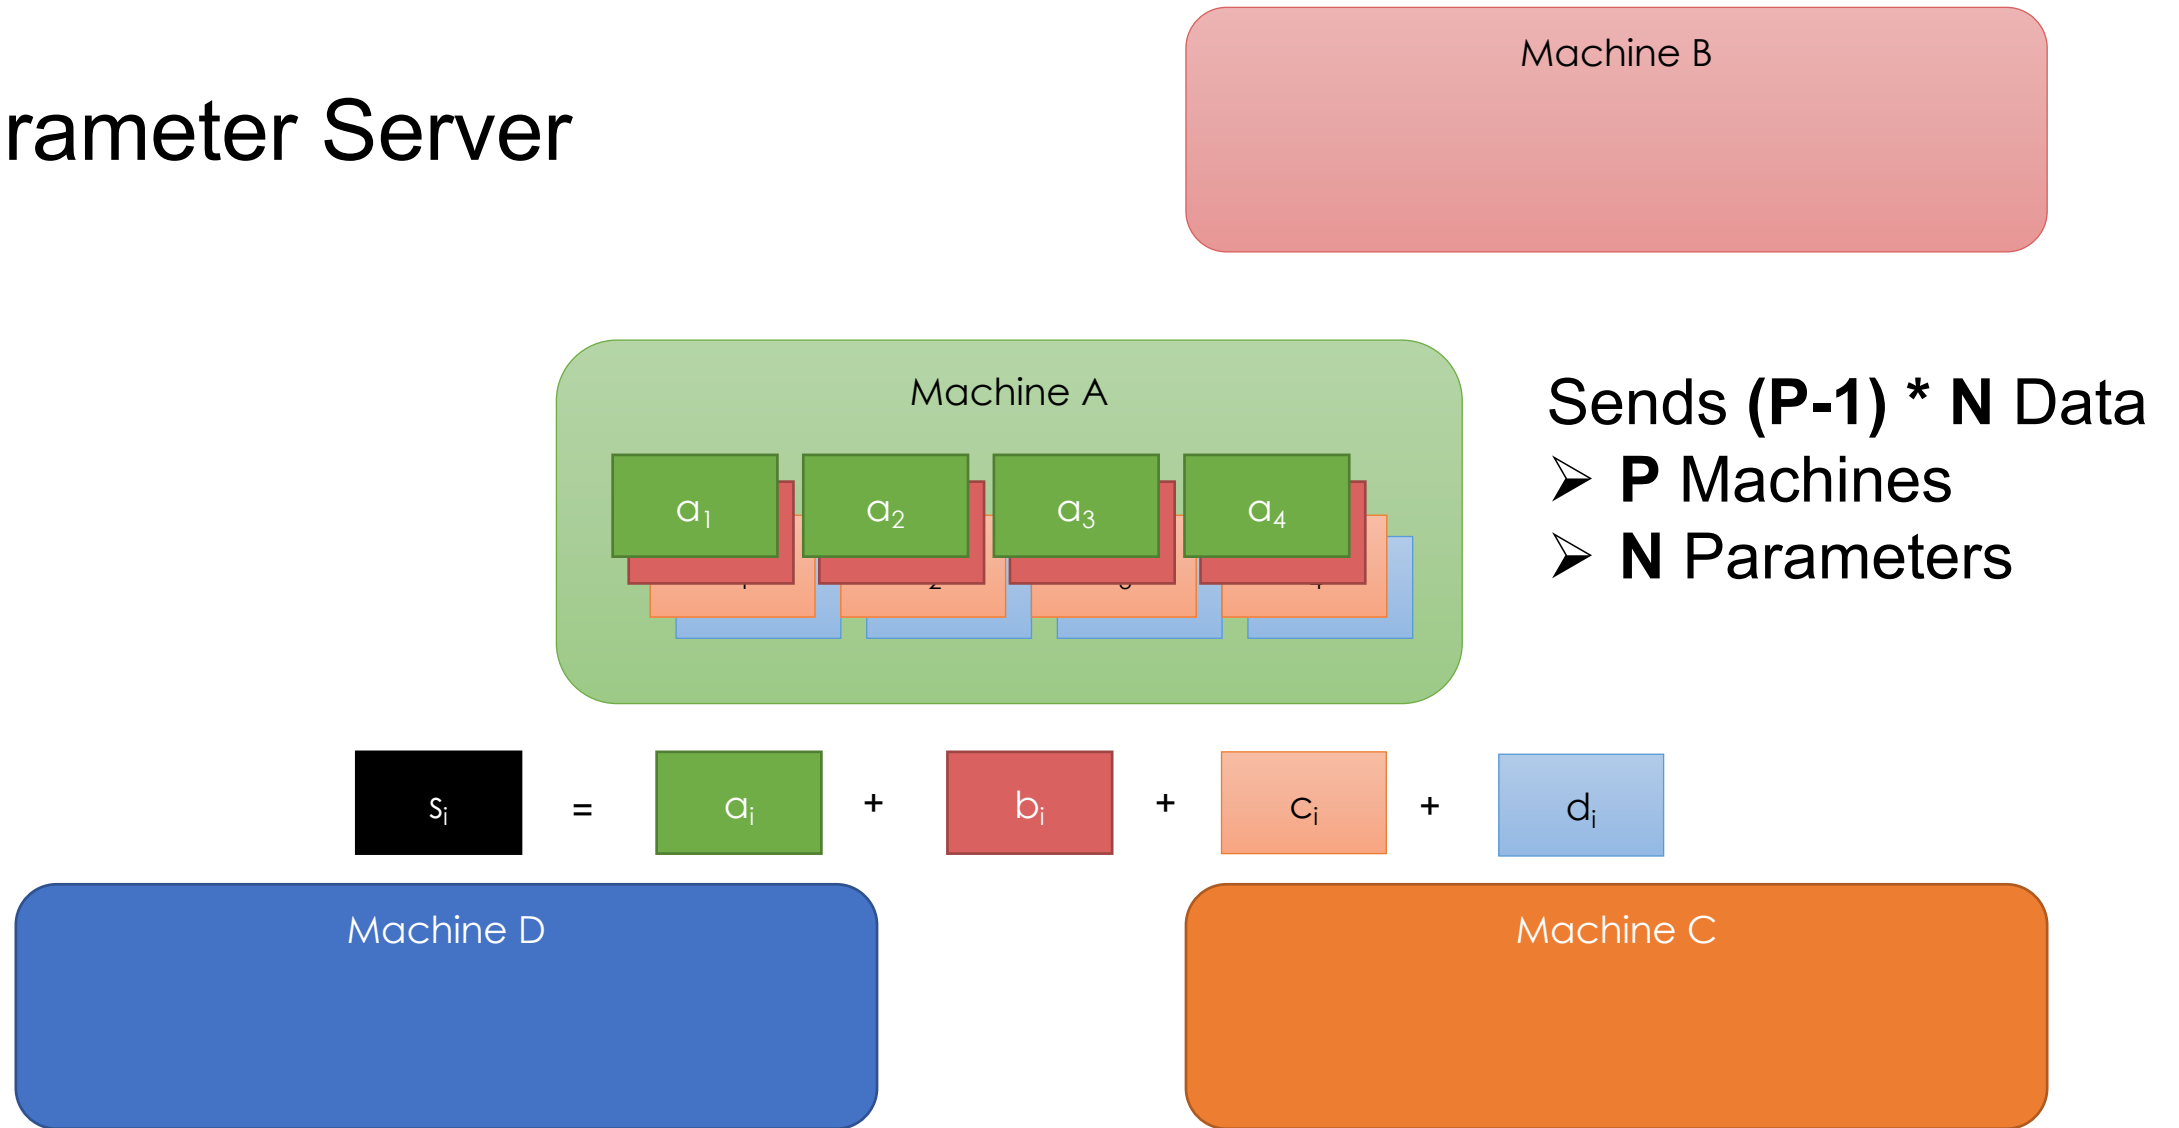 Machine B
rameter Server
Machine A
Sends (P-1) * N Data
➢ P Machines
➢ N Parameters
a₁ a₂ a₃ a₄
sᵢ = aᵢ + bᵢ + cᵢ + dᵢ
Machine D
Machine C